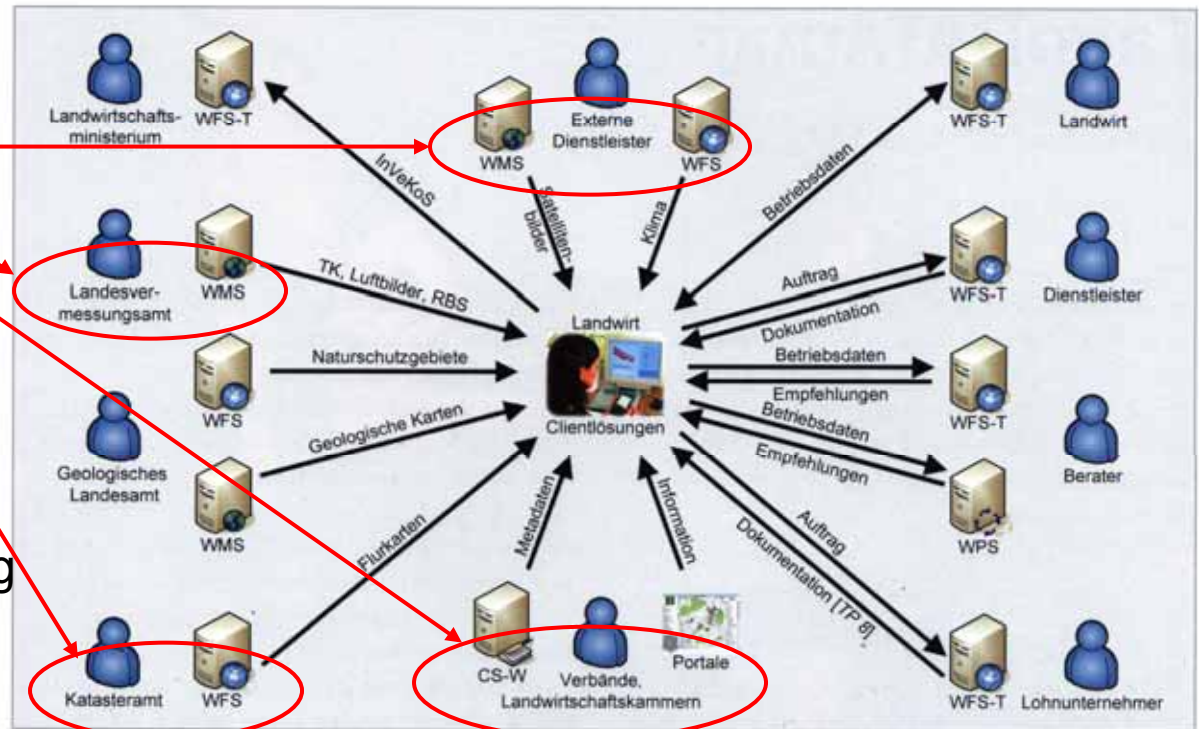 Landwirtschafts-
ministerium
WFS-T
WMS
Externe
Dienstleister
WFS
WFS-T
Landwirt
InVeKoS
Satelliten-
bilder
Klima
Betriebsdaten
Landesver-
messungsamt
WMS
TK, Luftbilder, RBS
Auftrag
Dokumentation
WFS-T
Dienstleister
Landwirt
Clientlösungen
WFS
Naturschutzgebiete
Betriebsdaten
Empfehlungen
WFS-T
Geologisches
Landesamt
WMS
Geologische Karten
Betriebsdaten
Empfehlungen
WPS
Berater
g
Flurkarten
Metadaten
Information
Auftrag
Dokumentation [TP 8]
Katasteramt
WFS
CS-W
Verbände,
Landwirtschaftskammern
Portale
WFS-T
Lohnunternehmer